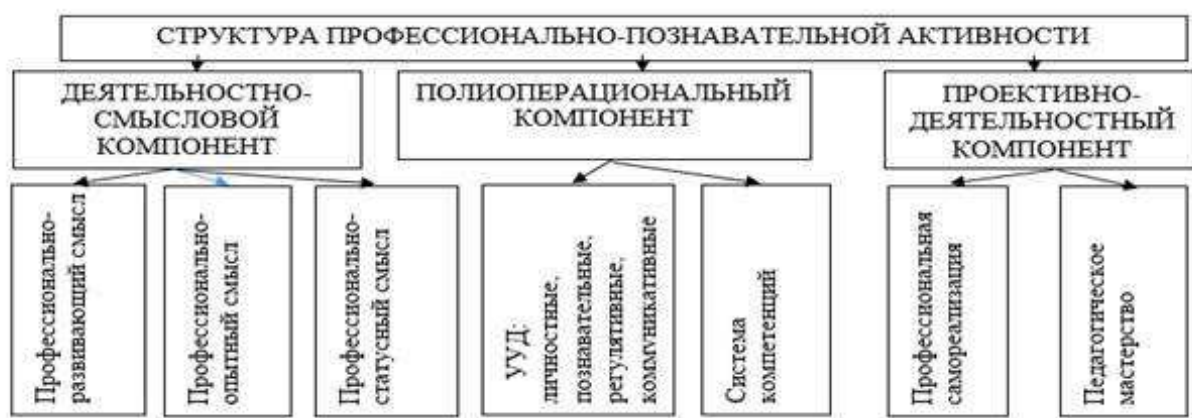 СТРУКТУРА ПРОФЕССИОНАЛЬНО-ПОЗНАВАТЕЛЬНОЙ АКТИВНОСТИ
ДЕЯТЕЛЬНОСТНО-
СМЫСЛОВОЙ
КОМПОНЕНТ
ПОЛИОПЕРАЦИОНАЛЬНЫЙ
КОМПОНЕНТ
ПРОЕКТИВНО-
ДЕЯТЕЛЬНОСТНЫЙ
КОМПОНЕНТ
Профессионально-
развивающий смысл
Профессионально-
опытный смысл
Профессионально-
статусный смысл
УУД:
личностные,
познавательные,
регулятивные,
коммуникативные
Система
компетенций
Профессиональная
самореализация
Педагогическое
мастерство